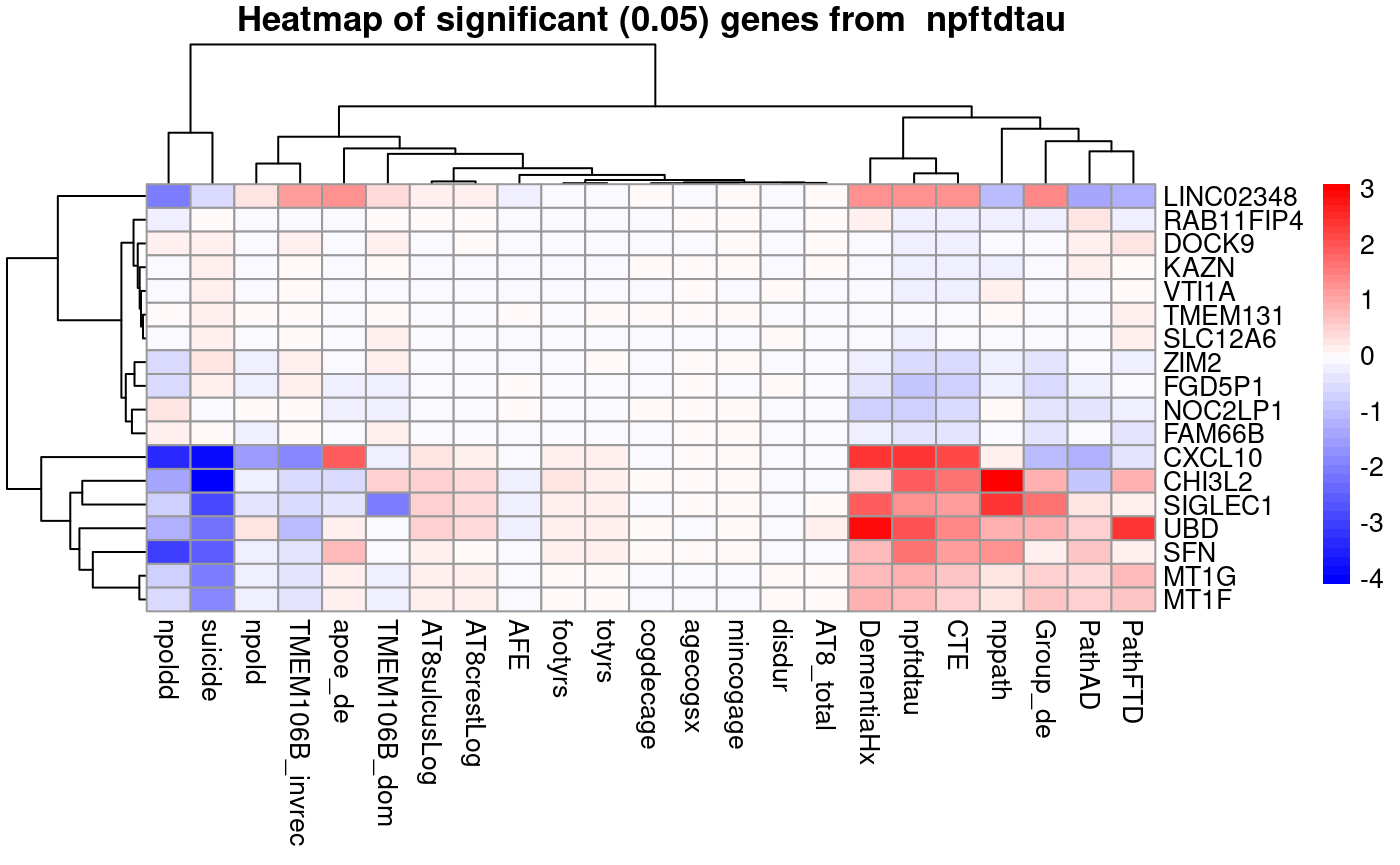 Heatmap of significant (0.05) genes from  npftdtau
LINC02348
RAB11FIP4
DOCK9
KAZN
VTI1A
TMEM131
SLC12A6
ZIM2
FGD5P1
NOC2LP1
FAM66B
CXCL10
CHI3L2
SIGLEC1
UBD
SFN
MT1G
MT1F
3
2
1
0
-1
-2
-3
-4
npoldd
suicide
npold
TMEM106B_invrec
apoe_de
TMEM106B_dom
AT8sulcusLog
AT8crestLog
AFE
footyrs
totyrs
cogdecage
agecogsx
mincogage
disdur
AT8_total
DementiaHx
npftdtau
CTE
nppath
Group_de
PathAD
PathFTD